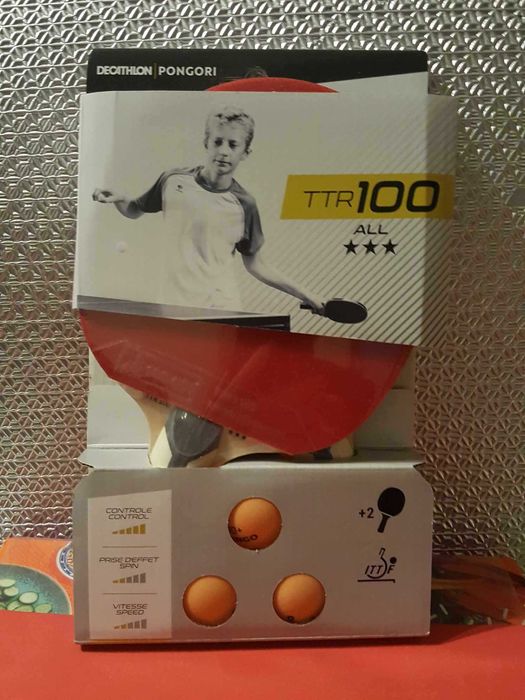 DECATHLON | PONGORI
TTR100
ALL
CONTROLE
CONTROL
PRISE D'EFFET
SPIN
VITESSE
SPEED
+2
ITTF